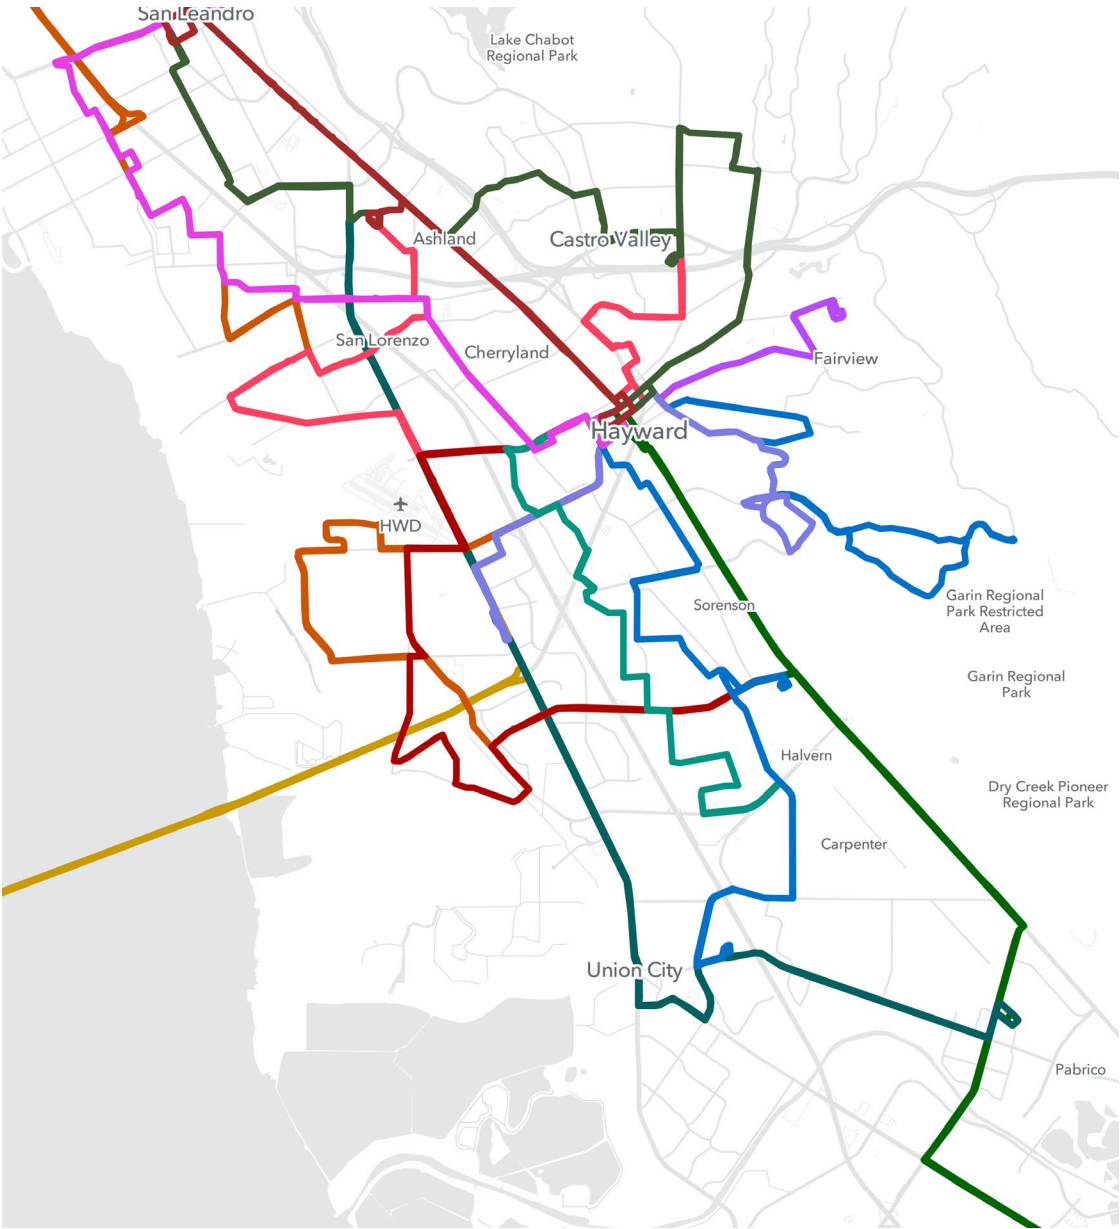 San Leandro
Lake Chabot
Regional Park
Ashland
Castro Valley
San Lorenzo
Cherryland
Fairview
Hayward
HWD
Garin Regional
Park Restricted
Area
Sorenson
Garin Regional
Park
Halvern
Dry Creek Pioneer
Regional Park
Carpenter
Union City
Pabrico